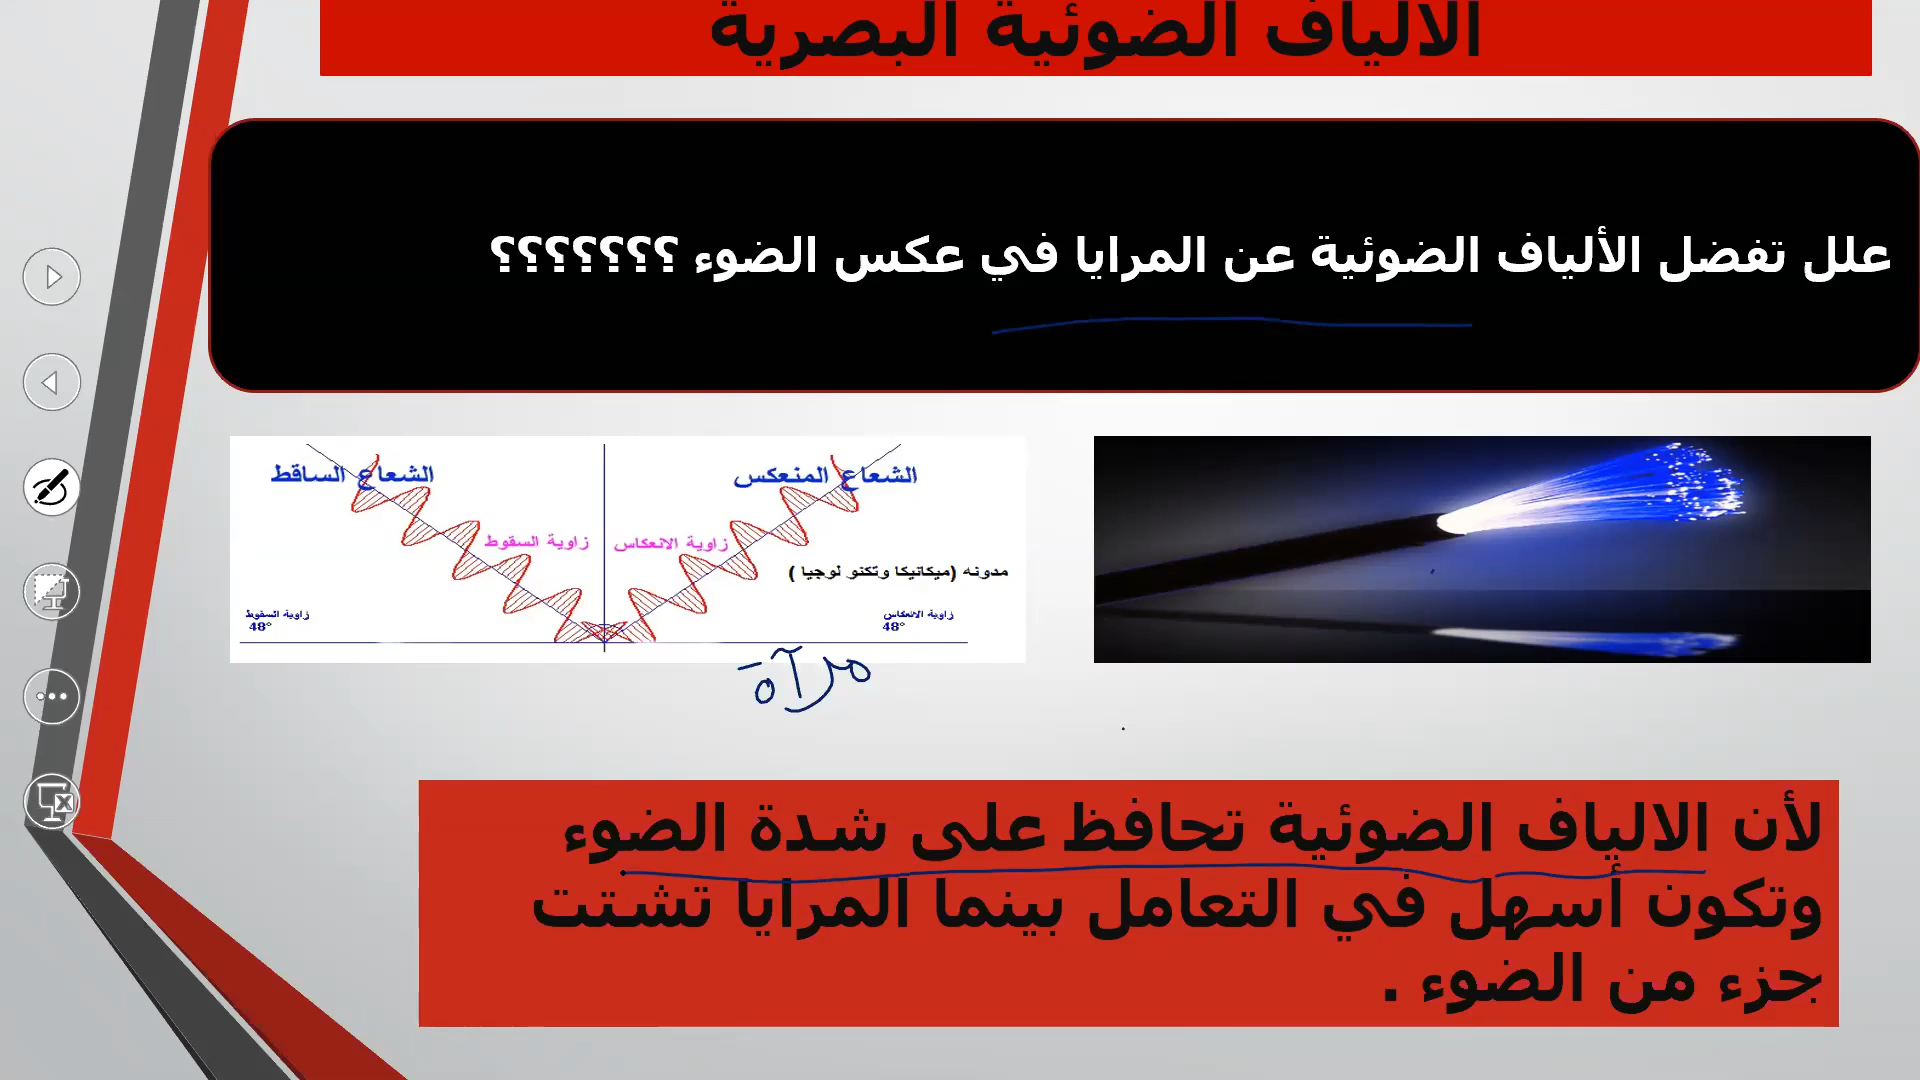 الالياف الضوئية البصرية
علل تفضل الألياف الضوئية عن المرايا في عكس الضوء ؟؟؟؟؟؟؟
الشعاع المنعكس
الشعاع الساقط
زاوية الانعكاس
زاوية السقوط
مدونه (ميكانيكا وتكنو لوجيا )
زاوية الانعكاس
48°
زاوية السقوط
48°
مرآة
لأن الالياف الضوئية تحافظ على شدة الضوء
وتكون أسهل في التعامل بينما المرايا تشتت
جزء من الضوء .